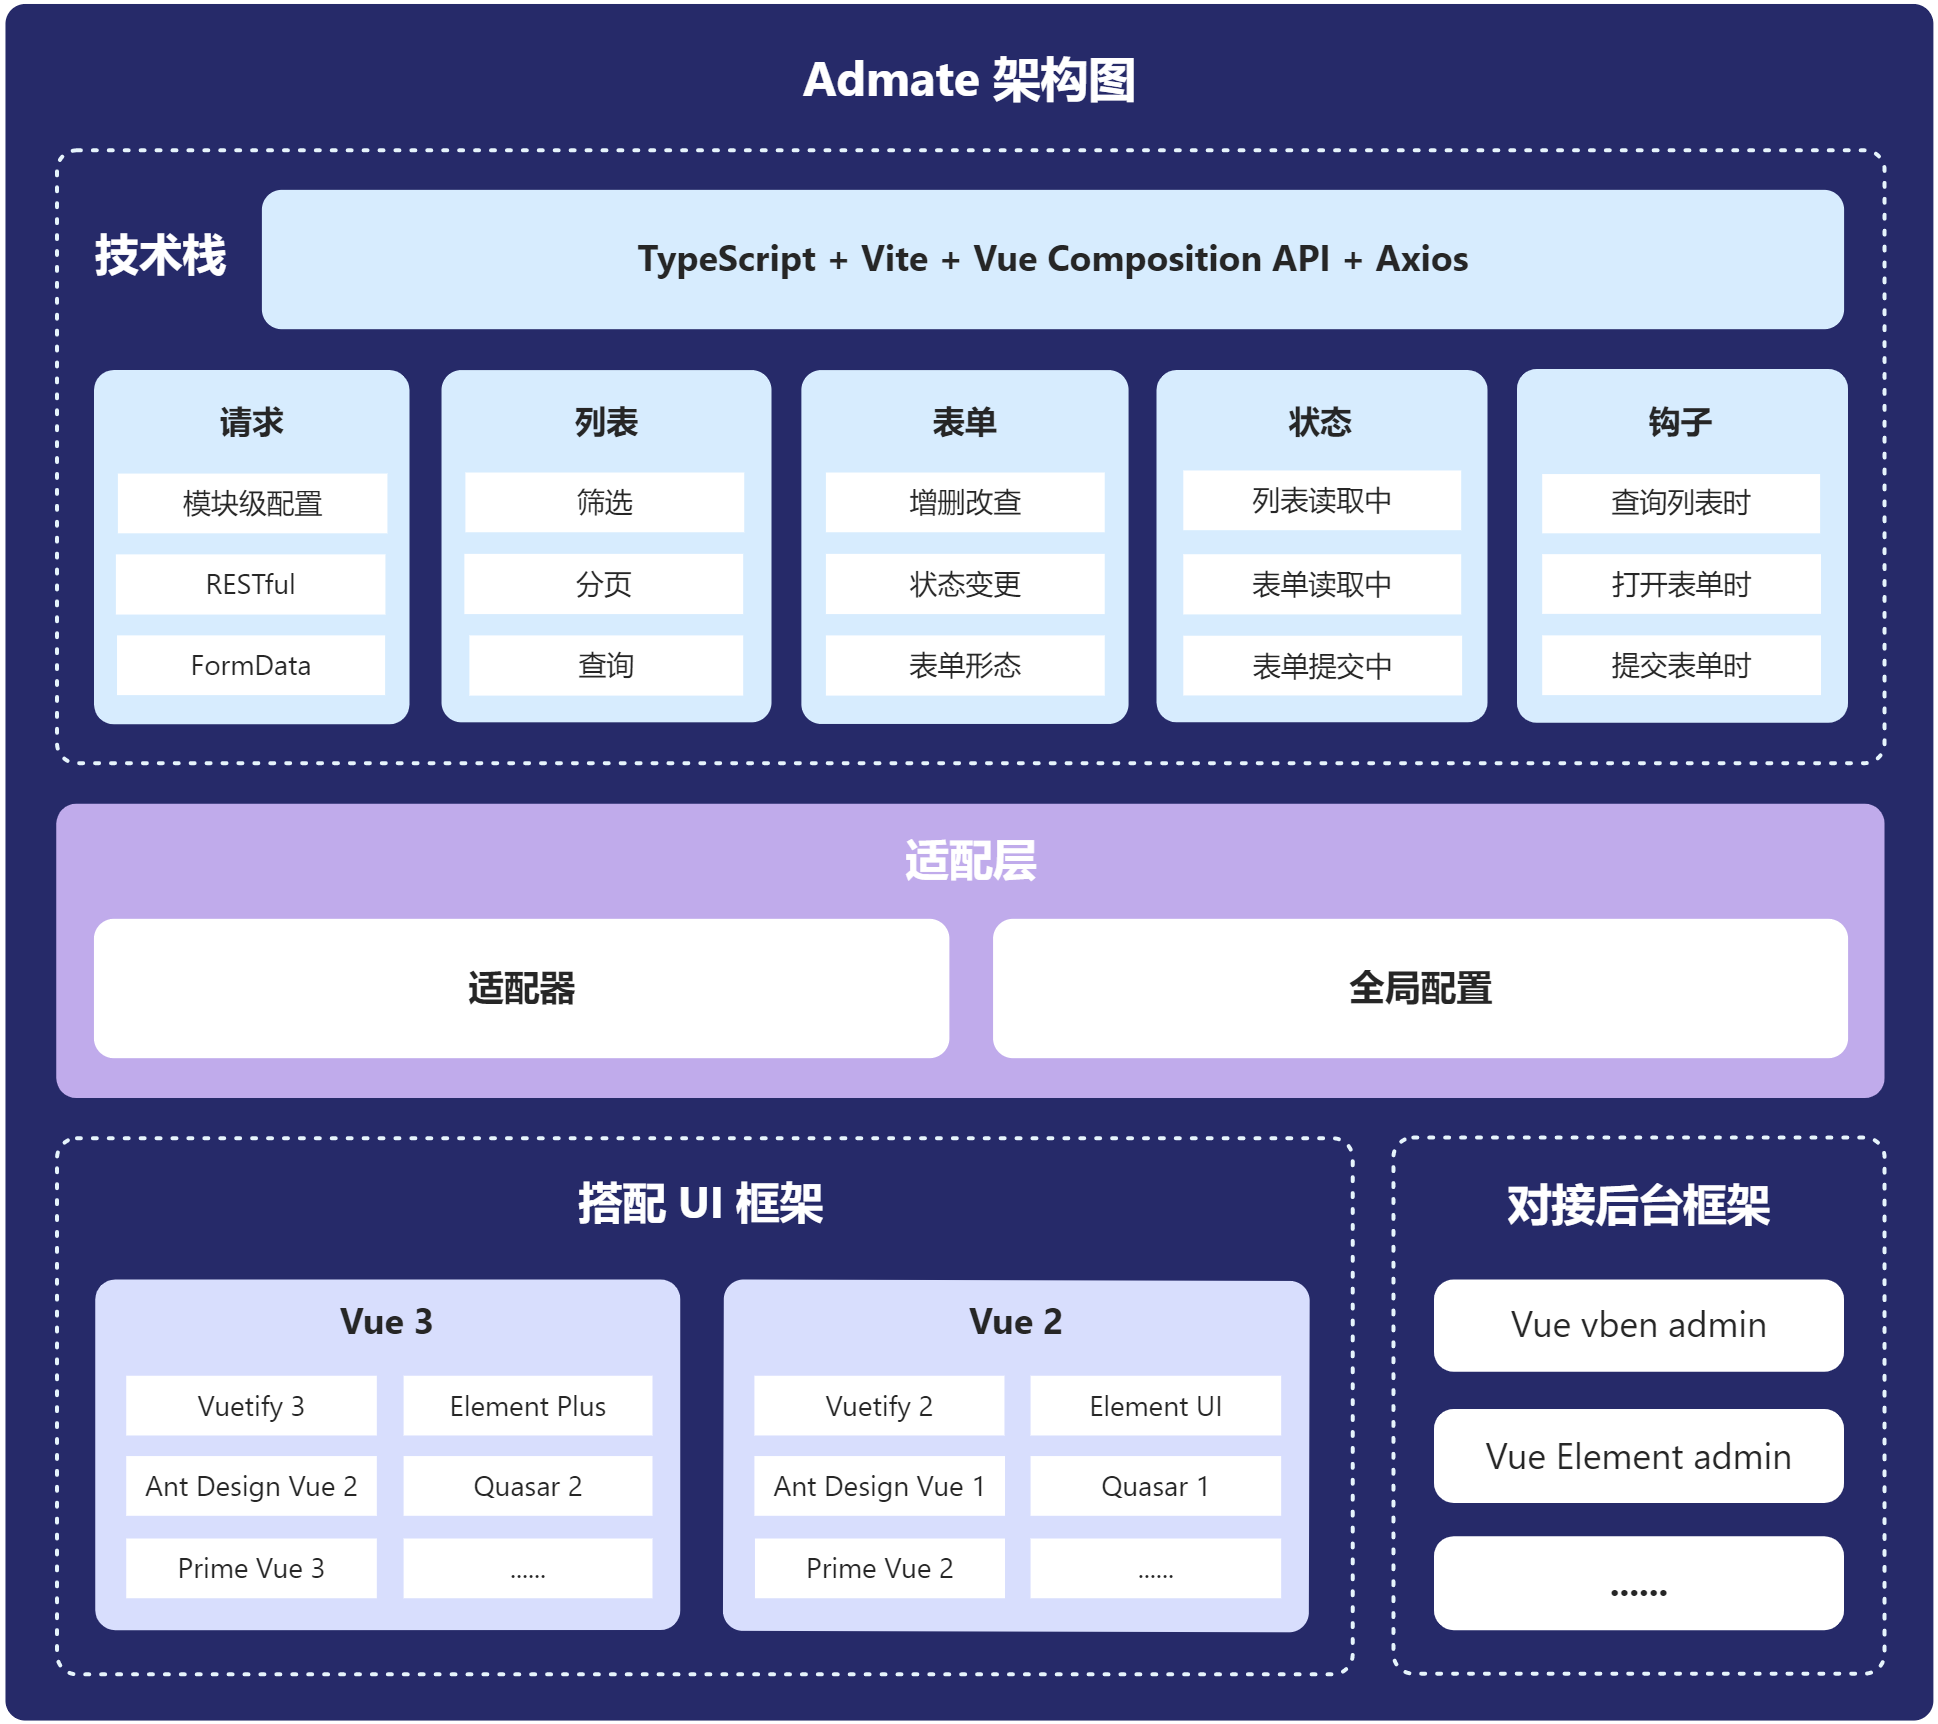 Admate 架构图
技术栈
TypeScript + Vite + Vue Composition API + Axios
请求
模块级配置
RESTful
FormData
列表
筛选
分页
查询
表单
增删改查
状态变更
表单形态
状态
列表读取中
表单读取中
表单提交中
钩子
查询列表时
打开表单时
提交表单时
适配层
适配器
全局配置
搭配 UI 框架
Vue 3
Vuetify 3
Element Plus
Ant Design Vue 2
Quasar 2
Prime Vue 3
......
Vue 2
Vuetify 2
Element UI
Ant Design Vue 1
Quasar 1
Prime Vue 2
......
对接后台框架
Vue vben admin
Vue Element admin
......